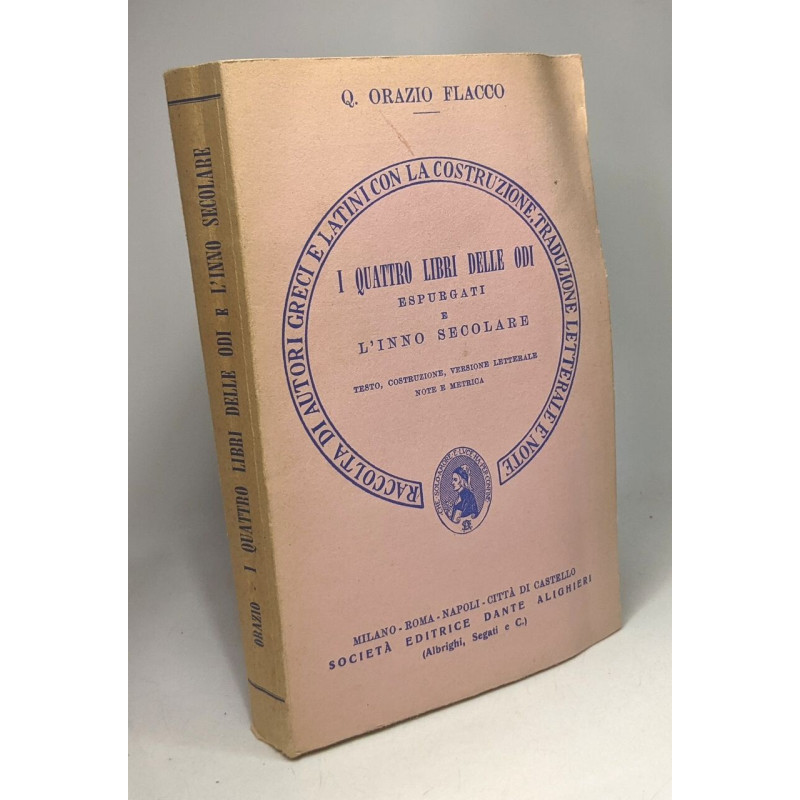 Q. ORAZIO FLACCO
RACCOLTA DI AUTORI GRECI E LATINI CON LA COSTRUZIONE, TRADUZIONE LETTERALE E NOTE
I QUATTRO LIBRI DELLE ODI
ESPURGATI
E
L'INNO SECOLARE
TESTO, COSTRUZIONE, VERSIONE LETTERALE
NOTE E METRICA
MILANO - ROMA - NAPOLI - CITTÀ DI CASTELLO
SOCIETÀ EDITRICE DANTE ALIGHIERI
(Albrighi, Segati e C.)
ORAZIO - I QUATTRO LIBRI DELLE ODI E L'INNO SECOLARE